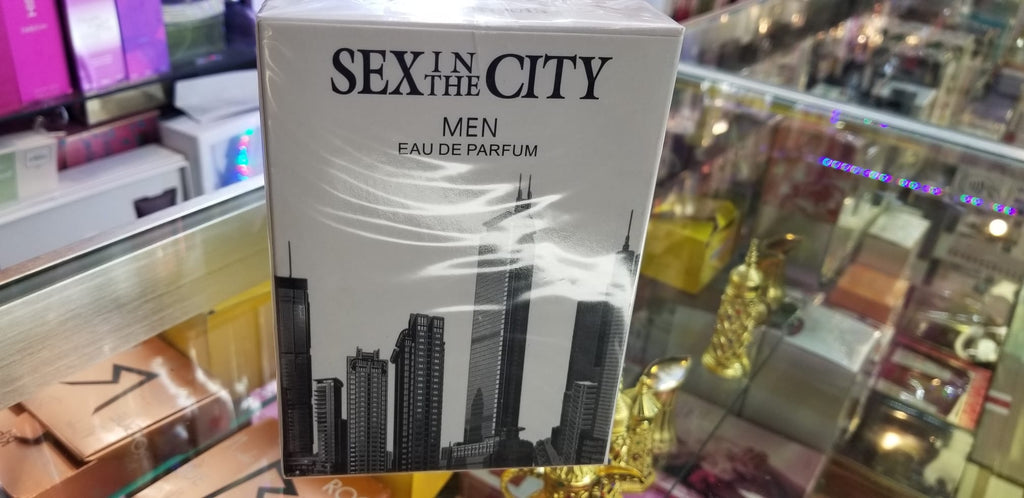 SEX IN THE CITY
MEN
EAU DE PARFUM